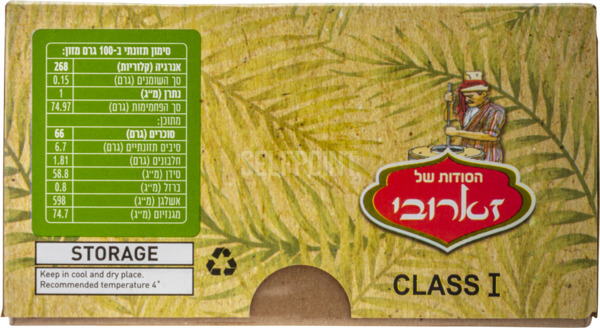 סימון תזונתי ב-100 גרם מזון:
אנרגיה (קלוריות) 268
סך השומנים (גרם) 0.15
נתרן (מ״ג) 1
סך הפחמימות (גרם) 74.97
מתוכן:
סוכרים (גרם) 66
סיבים תזונתיים (גרם) 6.7
חלבונים (גרם) 1.81
סידן (מ״ג) 58.8
ברזל (מ״ג) 0.8
אשלגן (מ״ג) 598
מגנזיום (מ״ג) 74.7
STORAGE
Keep in cool and dry place.
Recommended temperature 4°
הסודות של
זארובי
CLASS I